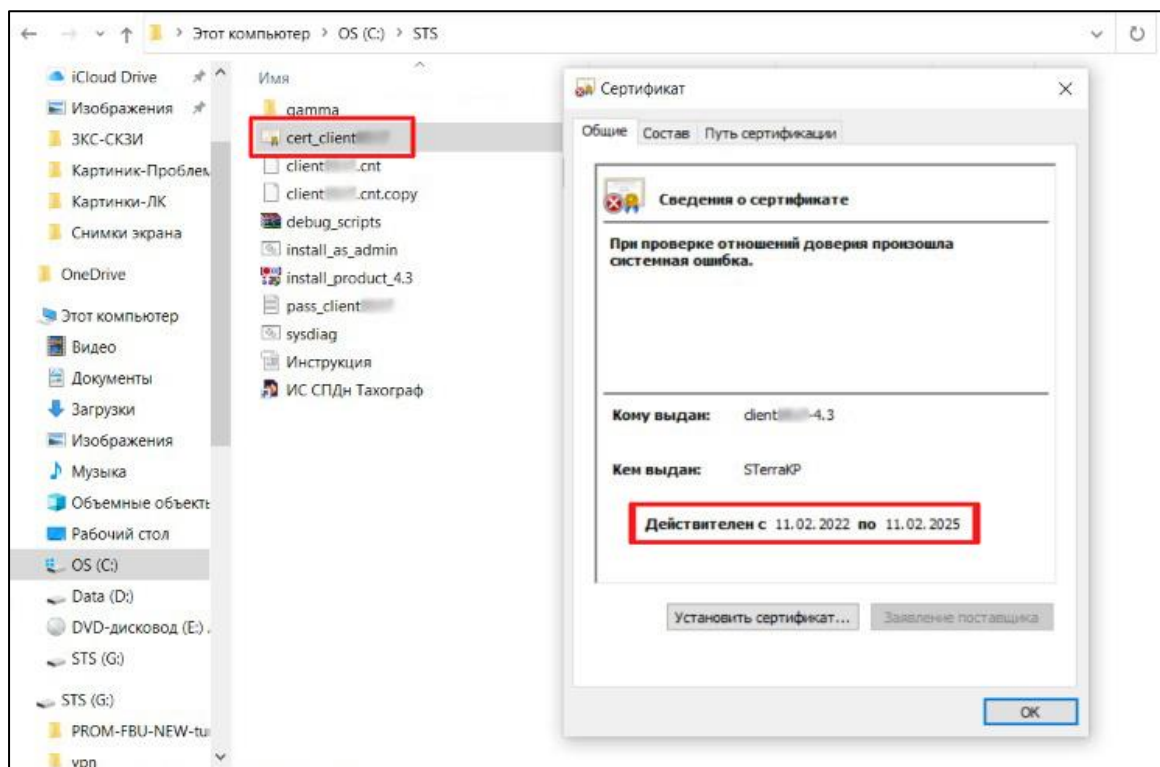 Этот компьютер > OS (C:) > STS
iCloud Drive
Изображения
ЗКС-СКЗИ
Картиник-Проблем
Картинки-ЛК
Снимки экрана
OneDrive
Этот компьютер
Видео
Документы
Загрузки
Изображения
Музыка
Объемные объекть
Рабочий стол
OS (C:)
Data (D:)
DVD-дисковод (E:) .
STS (G:)
STS (G:)
PROM-FBU-NEW-tu
vpn
Имя
gamma
cert_client
client .cnt
client .cnt.copy
debug_scripts
install_as_admin
install_product_4.3
pass_client
sysdiag
Инструкция
ИС СПДн Тахограф
Сертификат
Общие Состав Путь сертификации
Сведения о сертификате
При проверке отношений доверия произошла
системная ошибка.
Кому выдан: client -4.3
Кем выдан: STerraKP
Действителен с 11.02.2022 по 11.02.2025
Установить сертификат...
Заявление поставщика
OK